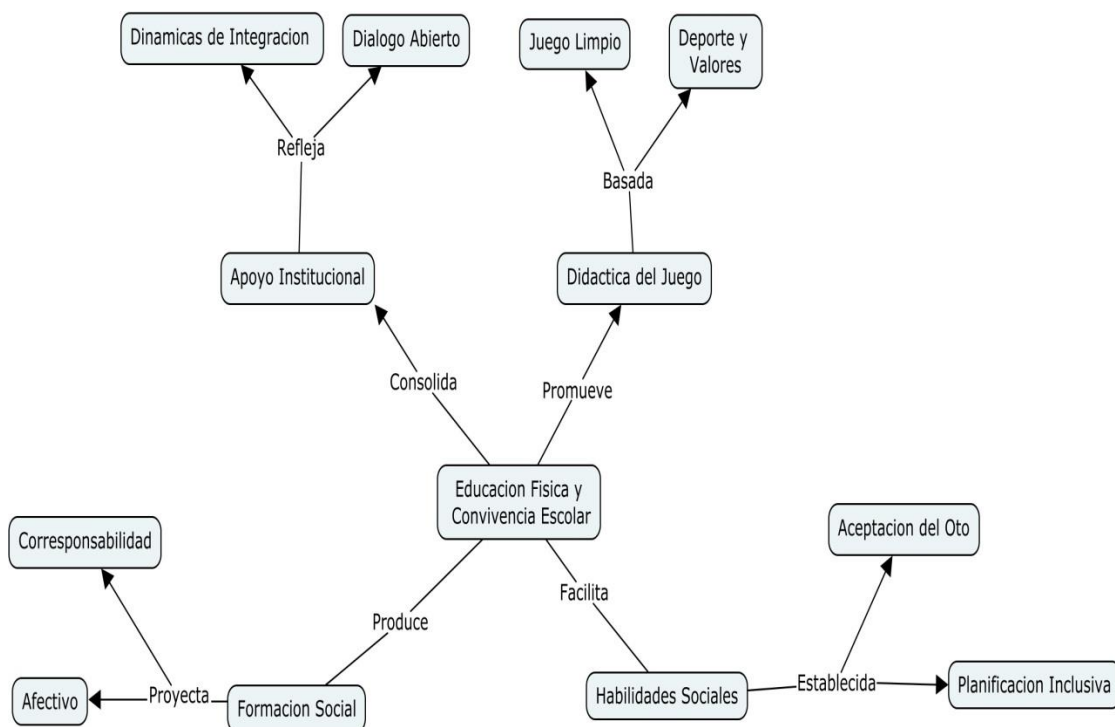 Dinamicas de Integracion
Dialogo Abierto
Juego Limpio
Deporte y
Valores
Refleja
Basada
Apoyo Institucional
Didactica del Juego
Consolida
Promueve
Educacion Fisica y
Convivencia Escolar
Corresponsabilidad
Aceptacion del Oto
Facilita
Produce
Afectivo
Proyecta
Formacion Social
Habilidades Sociales
Establecida
Planificacion Inclusiva